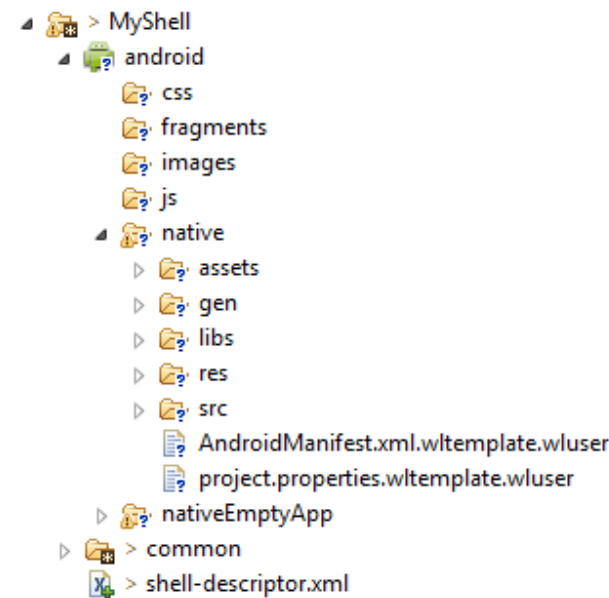 > MyShell
android
css
fragments
images
js
native
assets
gen
libs
res
src
AndroidManifest.xml.wltemplate.wluser
project.properties.wltemplate.wluser
nativeEmptyApp
> common
> shell-descriptor.xml